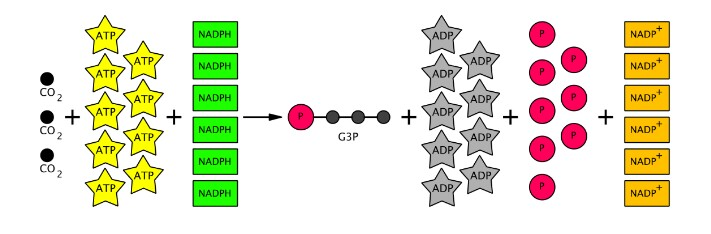 CO2
CO2
CO2
+
ATP
ATP
ATP
ATP
ATP
ATP
ATP
ATP
ATP
+
NADPH
NADPH
NADPH
NADPH
NADPH
NADPH
P
G3P
+
ADP
ADP
ADP
ADP
ADP
ADP
ADP
ADP
ADP
+
P
P
P
P
P
P
P
P
+
NADP+
NADP+
NADP+
NADP+
NADP+
NADP+